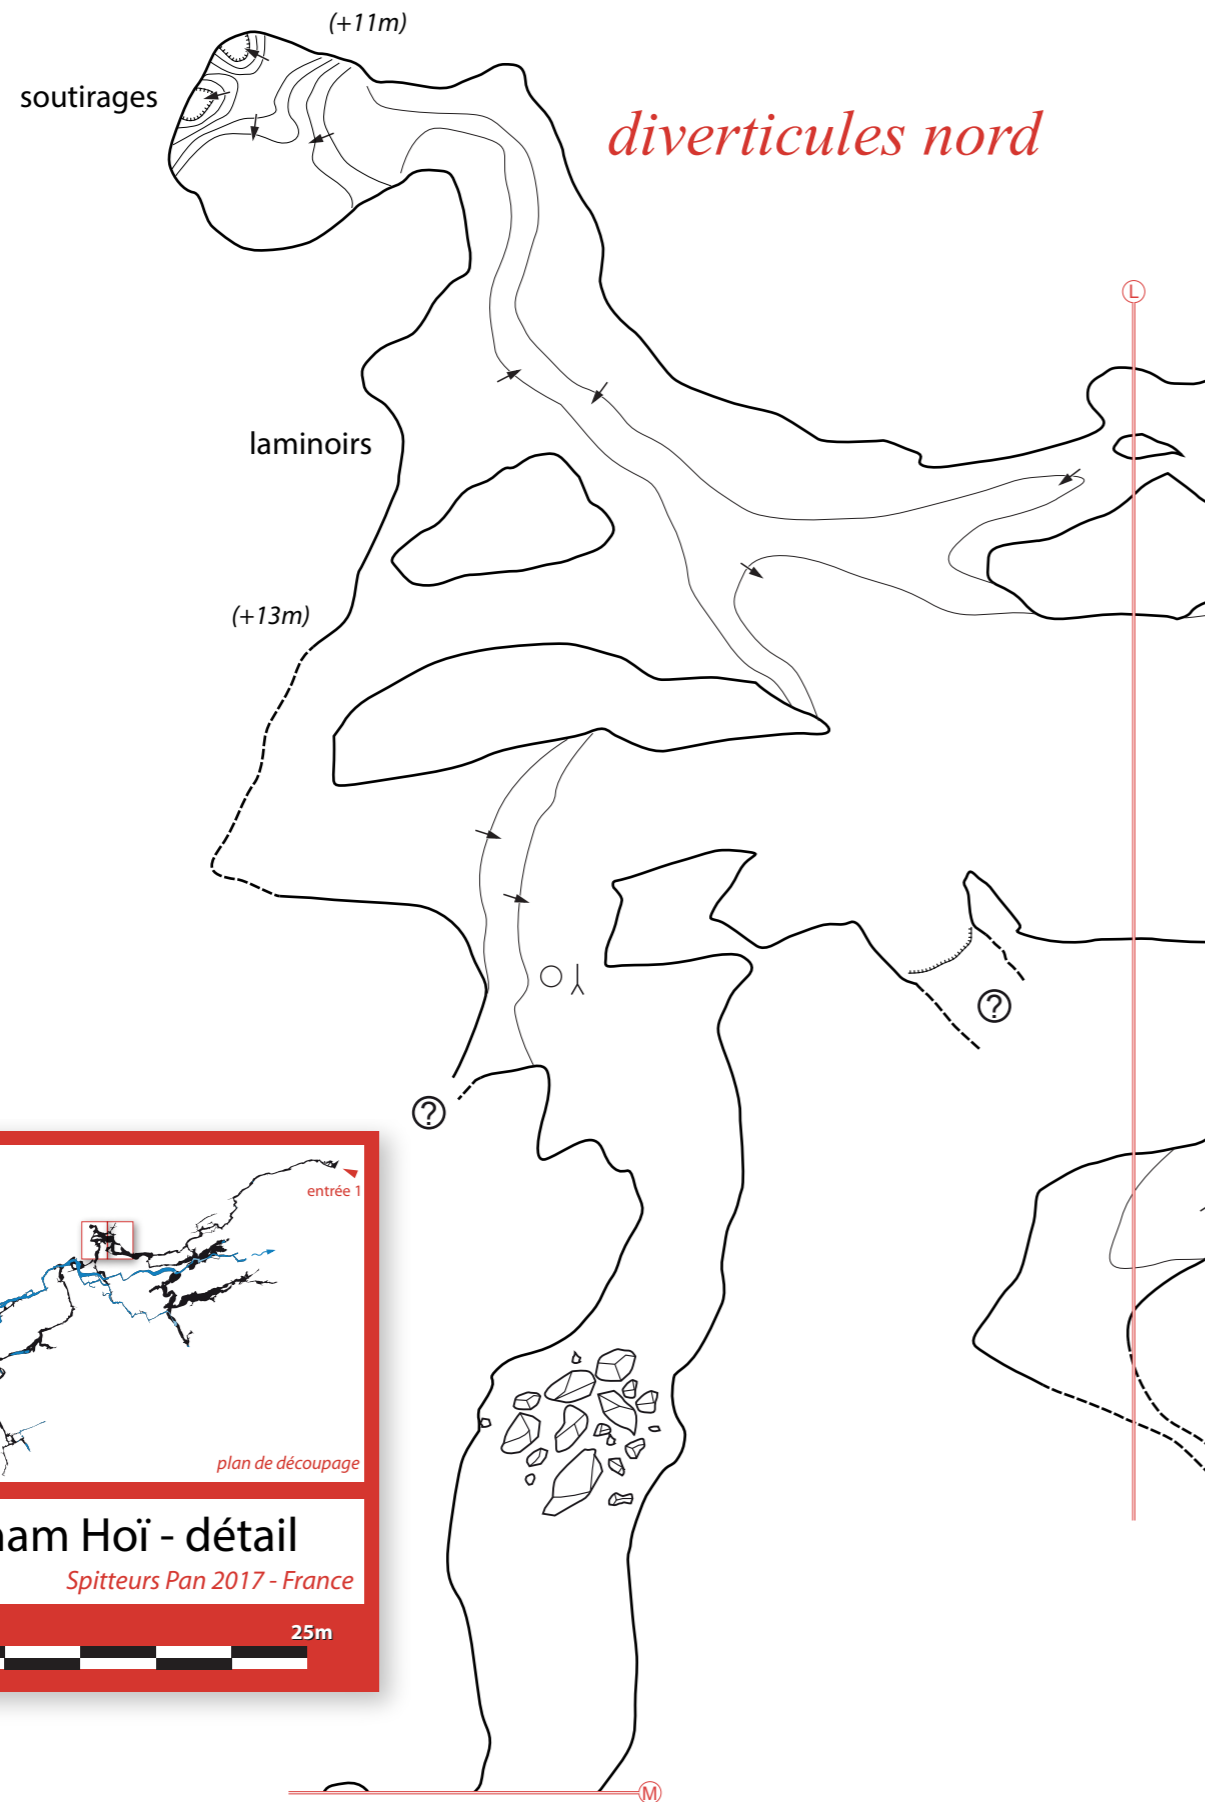 (+11m)
soutirages
diverticules nord
L
laminoirs
(+13m)
?
?
entrée 1
plan de découpage
am Hoï - détail
Spitteurs Pan 2017 - France
25m
M